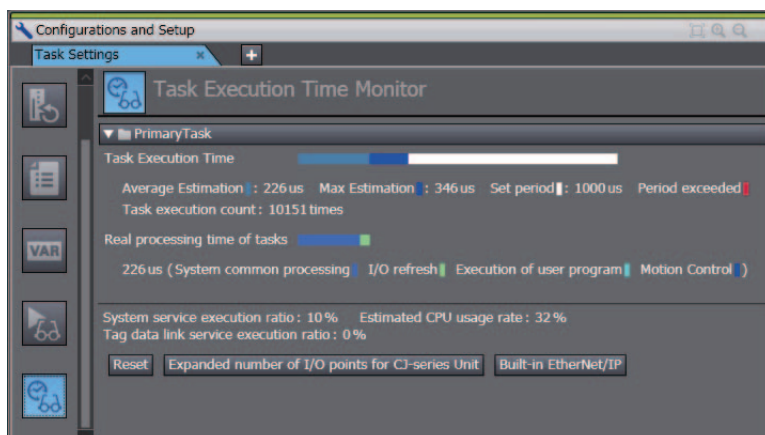 Configurations and Setup
Task Settings
Task Execution Time Monitor
PrimaryTask
Task Execution Time
Average Estimation : 226 us Max Estimation : 346 us Set period : 1000 us Period exceeded
Task execution count : 10151 times
Real processing time of tasks
VAR
226 us ( System common processing I/O refresh Execution of user program Motion Control )
System service execution ratio : 10 % Estimated CPU usage rate : 32 %
Tag data link service execution ratio : 0 %
Reset Expanded number of I/O points for CJ-series Unit Built-in EtherNet/IP